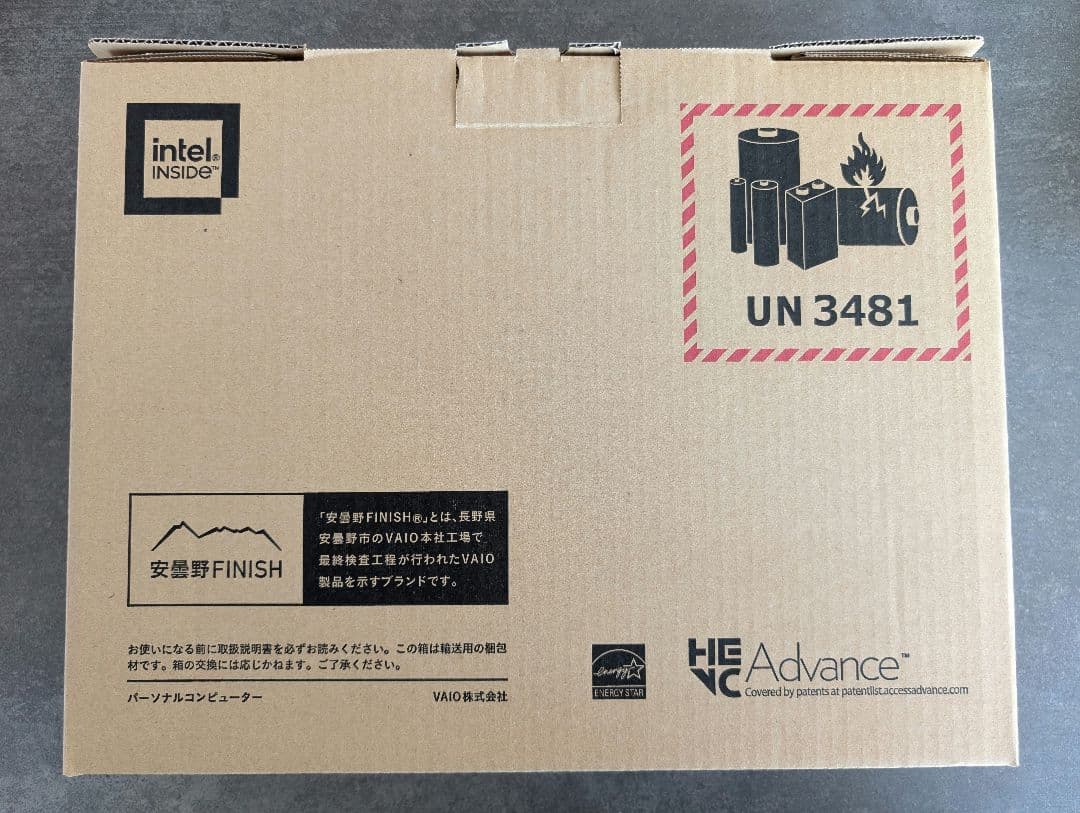 intel®
INSIDE™
UN 3481
安曇野FINISH
「安曇野FINISH®」とは、長野県
安曇野市のVAIO本社工場で
最終検査工程が行われたVAIO
製品を示すブランドです。
お使いになる前に取扱説明書を必ずお読みください。この箱は輸送用の梱包
材です。箱の交換には応じかねます。ご了承ください。
パーソナルコンピューター
VAIO株式会社
energy
ENERGY STAR
HEVC Advance™
Covered by patents at patentlist.accessadvance.com